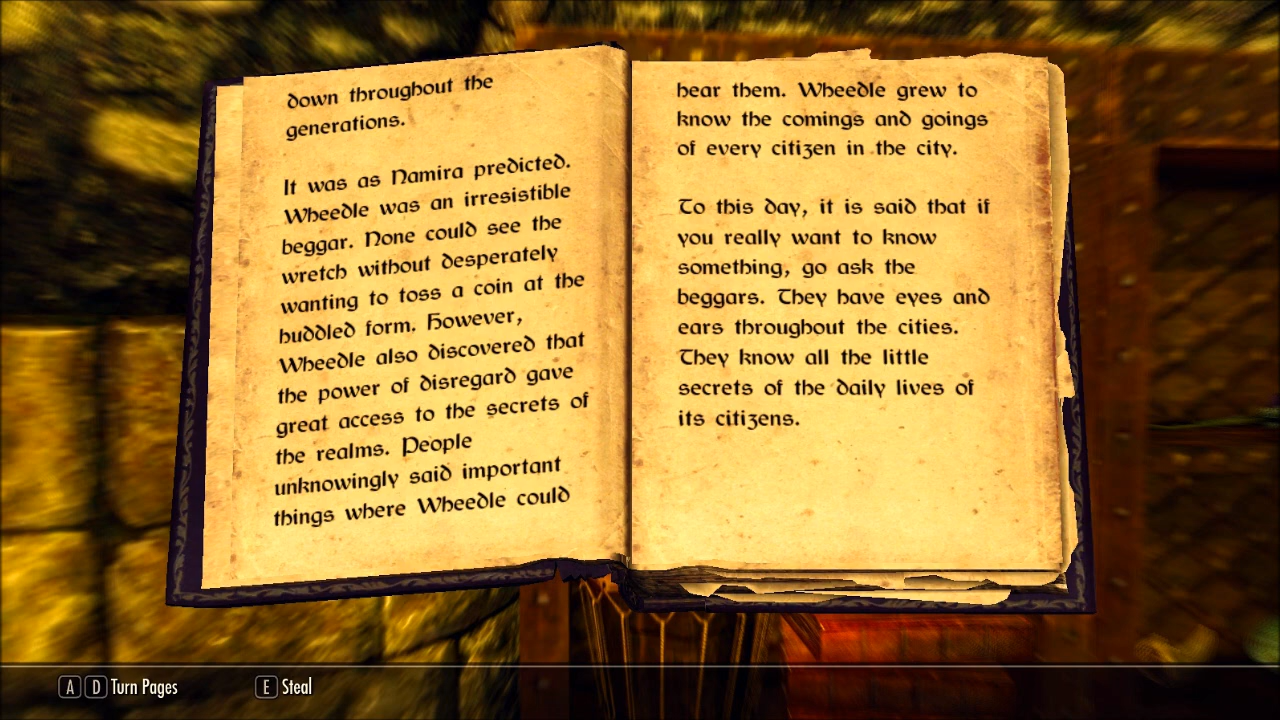 down throughout the
generations.
It was as Namira predicted.
Wheedle was an irresistible
beggar. None could see the
wretch without desperately
wanting to toss a coin at the
huddled form. However,
Wheedle also discovered that
the power of disregard gave
great access to the secrets of
the realms. People
unknowingly said important
things where Wheedle could
hear them. Wheedle grew to
know the comings and goings
of every citizen in the city.
To this day, it is said that if
you really want to know
something, go ask the
beggars. They have eyes and
ears throughout the cities.
They know all the little
secrets of the daily lives of
its citizens.
A D Turn Pages
E Steal